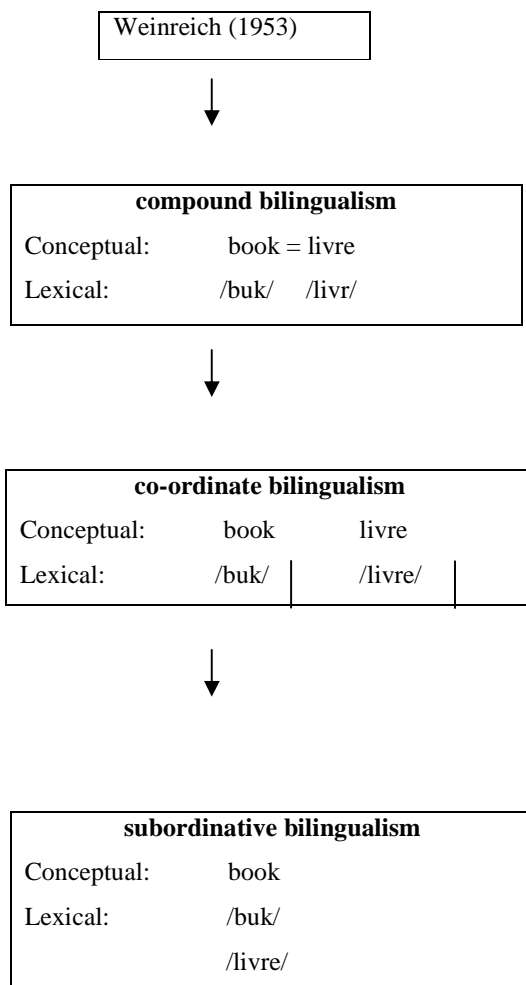 Weinreich (1953)
compound bilingualism
Conceptual: book = livre
Lexical: /buk/ /livr/
co-ordinate bilingualism
Conceptual: book livre
Lexical: /buk/ /livre/
subordinative bilingualism
Conceptual: book
Lexical: /buk/
/livre/